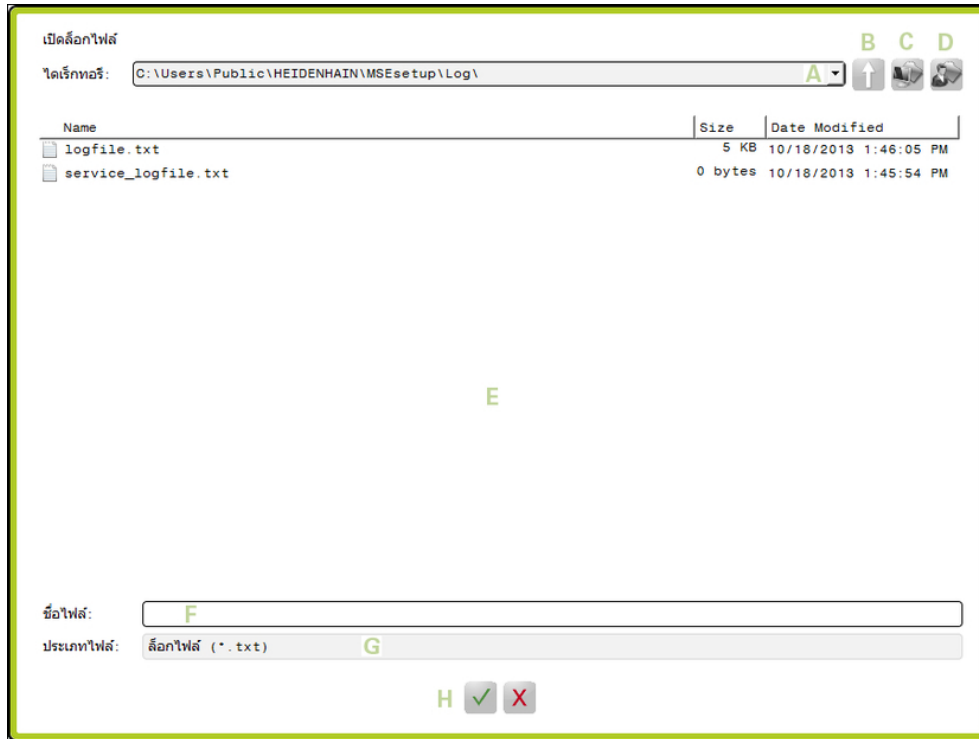 เปิดล็อกไฟล์
B C D
ไดเร็กทอรี: C:\Users\Public\HEIDENHAIN\MSEsetup\Log\ A
Name Size Date Modified
logfile.txt 5 KB 10/18/2013 1:46:05 PM
service_logfile.txt 0 bytes 10/18/2013 1:45:54 PM
E
ชื่อไฟล์: F
ประเภทไฟล์: ล็อกไฟล์ (*.txt) G
H